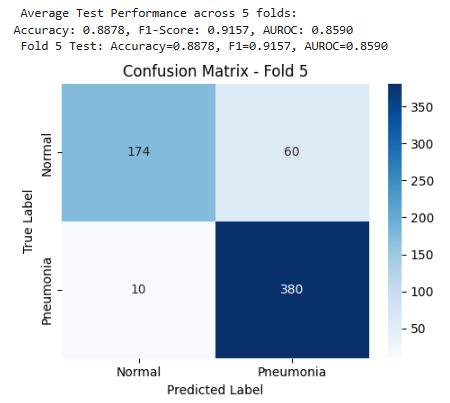 Average Test Performance across 5 folds:
Accuracy: 0.8878, F1-Score: 0.9157, AUROC: 0.8590
Fold 5 Test: Accuracy=0.8878, F1=0.9157, AUROC=0.8590
Confusion Matrix - Fold 5
True Label
Normal
174
60
Pneumonia
10
380
Normal
Pneumonia
Predicted Label
350
300
250
200
150
100
50